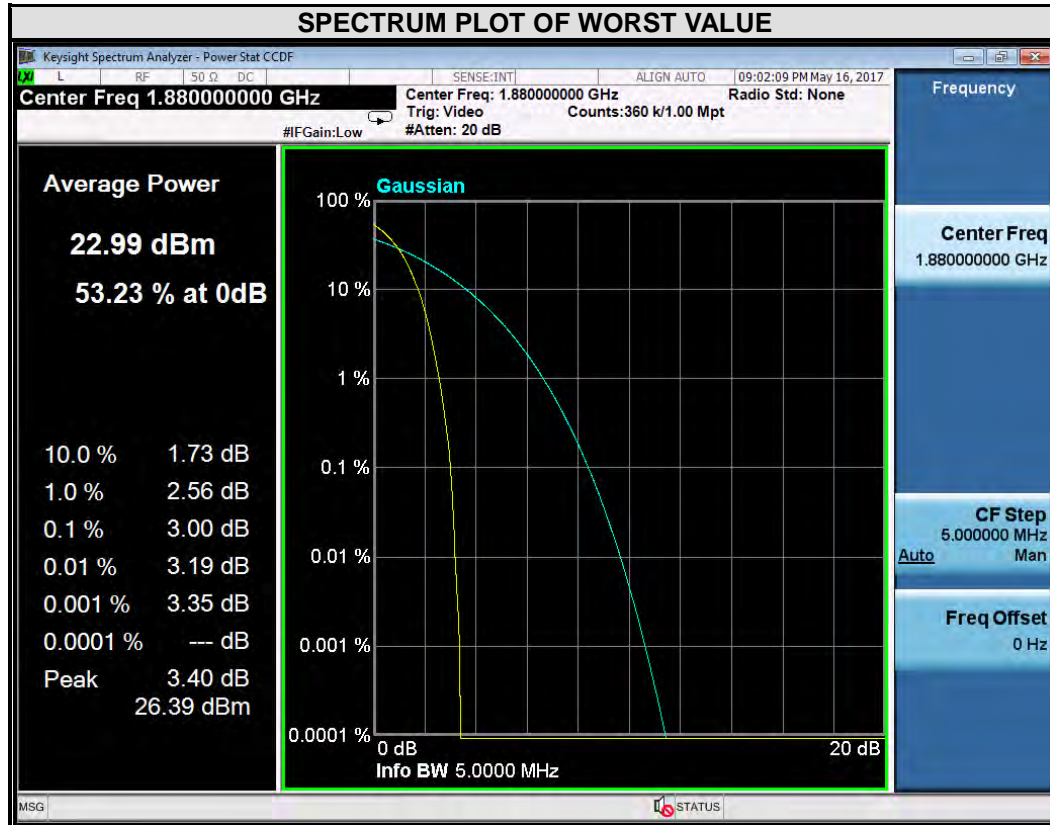 SPECTRUM PLOT OF WORST VALUE
Keysight Spectrum Analyzer - Power Stat CCDF
LXI L RF 50 Ω DC SENSE:INT ALIGN AUTO 09:02:09 PM May 16, 2017
Center Freq 1.880000000 GHz
Center Freq: 1.880000000 GHz Radio Std: None
Trig: Video Counts:360 k/1.00 Mpt
#IFGain:Low #Atten: 20 dB
Average Power
22.99 dBm
53.23 % at 0dB
10.0 % 1.73 dB
1.0 % 2.56 dB
0.1 % 3.00 dB
0.01 % 3.19 dB
0.001 % 3.35 dB
0.0001 % --- dB
Peak 3.40 dB
26.39 dBm
Gaussian
100 %
10 %
1 %
0.1 %
0.01 %
0.001 %
0.0001 %
0 dB 20 dB
Info BW 5.0000 MHz
Frequency
Center Freq
1.880000000 GHz
CF Step
5.000000 MHz
Auto Man
Freq Offset
0 Hz
MSG STATUS